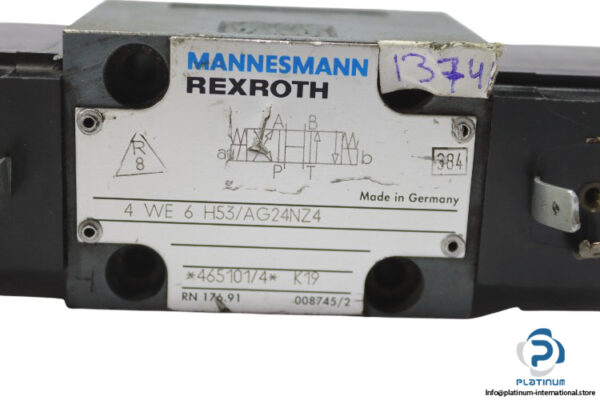 MANNESMANN
REXROTH
1374
A B
a b
P T
R
8
384
Made in Germany
4 WE 6 H53/AG24NZ4
*465101/4* K19
RN 176.91 008745/2
PLATINUM
Info@platinum-international.store